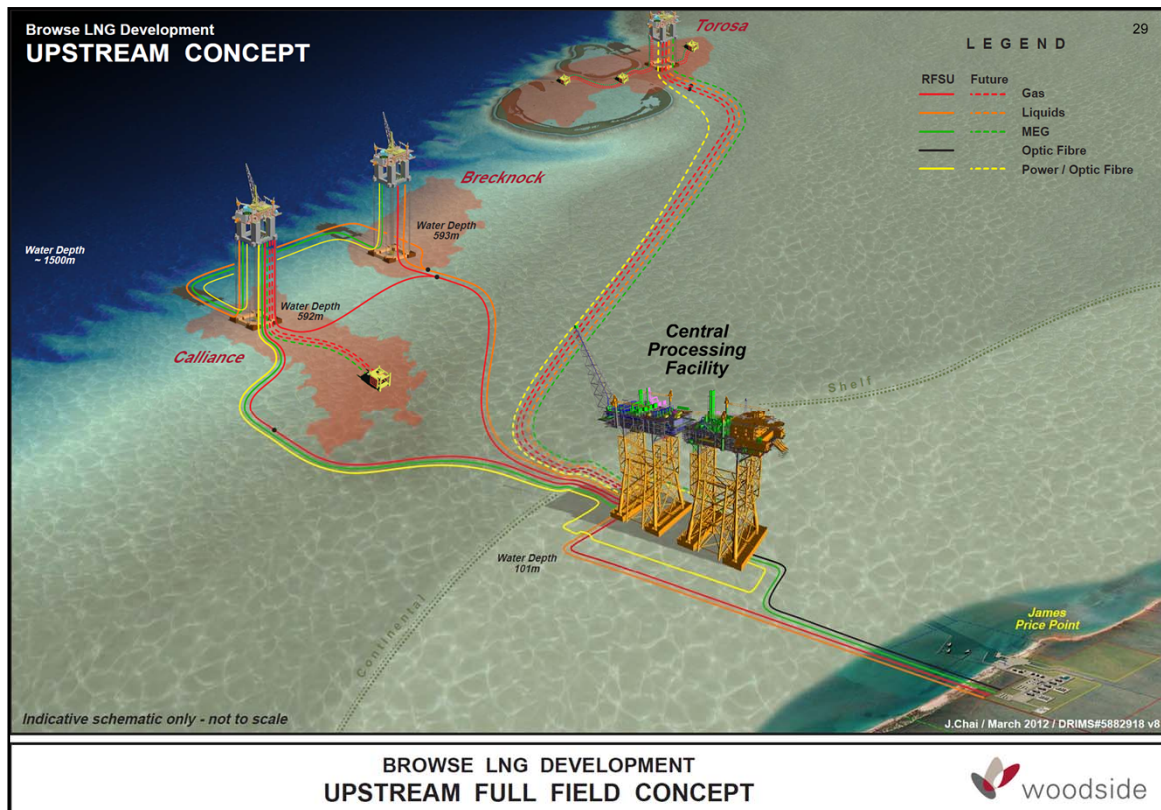 Browse LNG Development
UPSTREAM CONCEPT
Torosa
29
LEGEND
RFSU Future
Gas
Liquids
MEG
Optic Fibre
Power / Optic Fibre
Brecknock
Water Depth
593m
Water Depth
~ 1500m
Water Depth
592m
Calliance
Central
Processing
Facility
Shelf
Water Depth
101m
Continental
James
Price Point
Indicative schematic only - not to scale
J.Chai / March 2012 / DRIMS#5882918 v8
BROWSE LNG DEVELOPMENT
UPSTREAM FULL FIELD CONCEPT
woodside